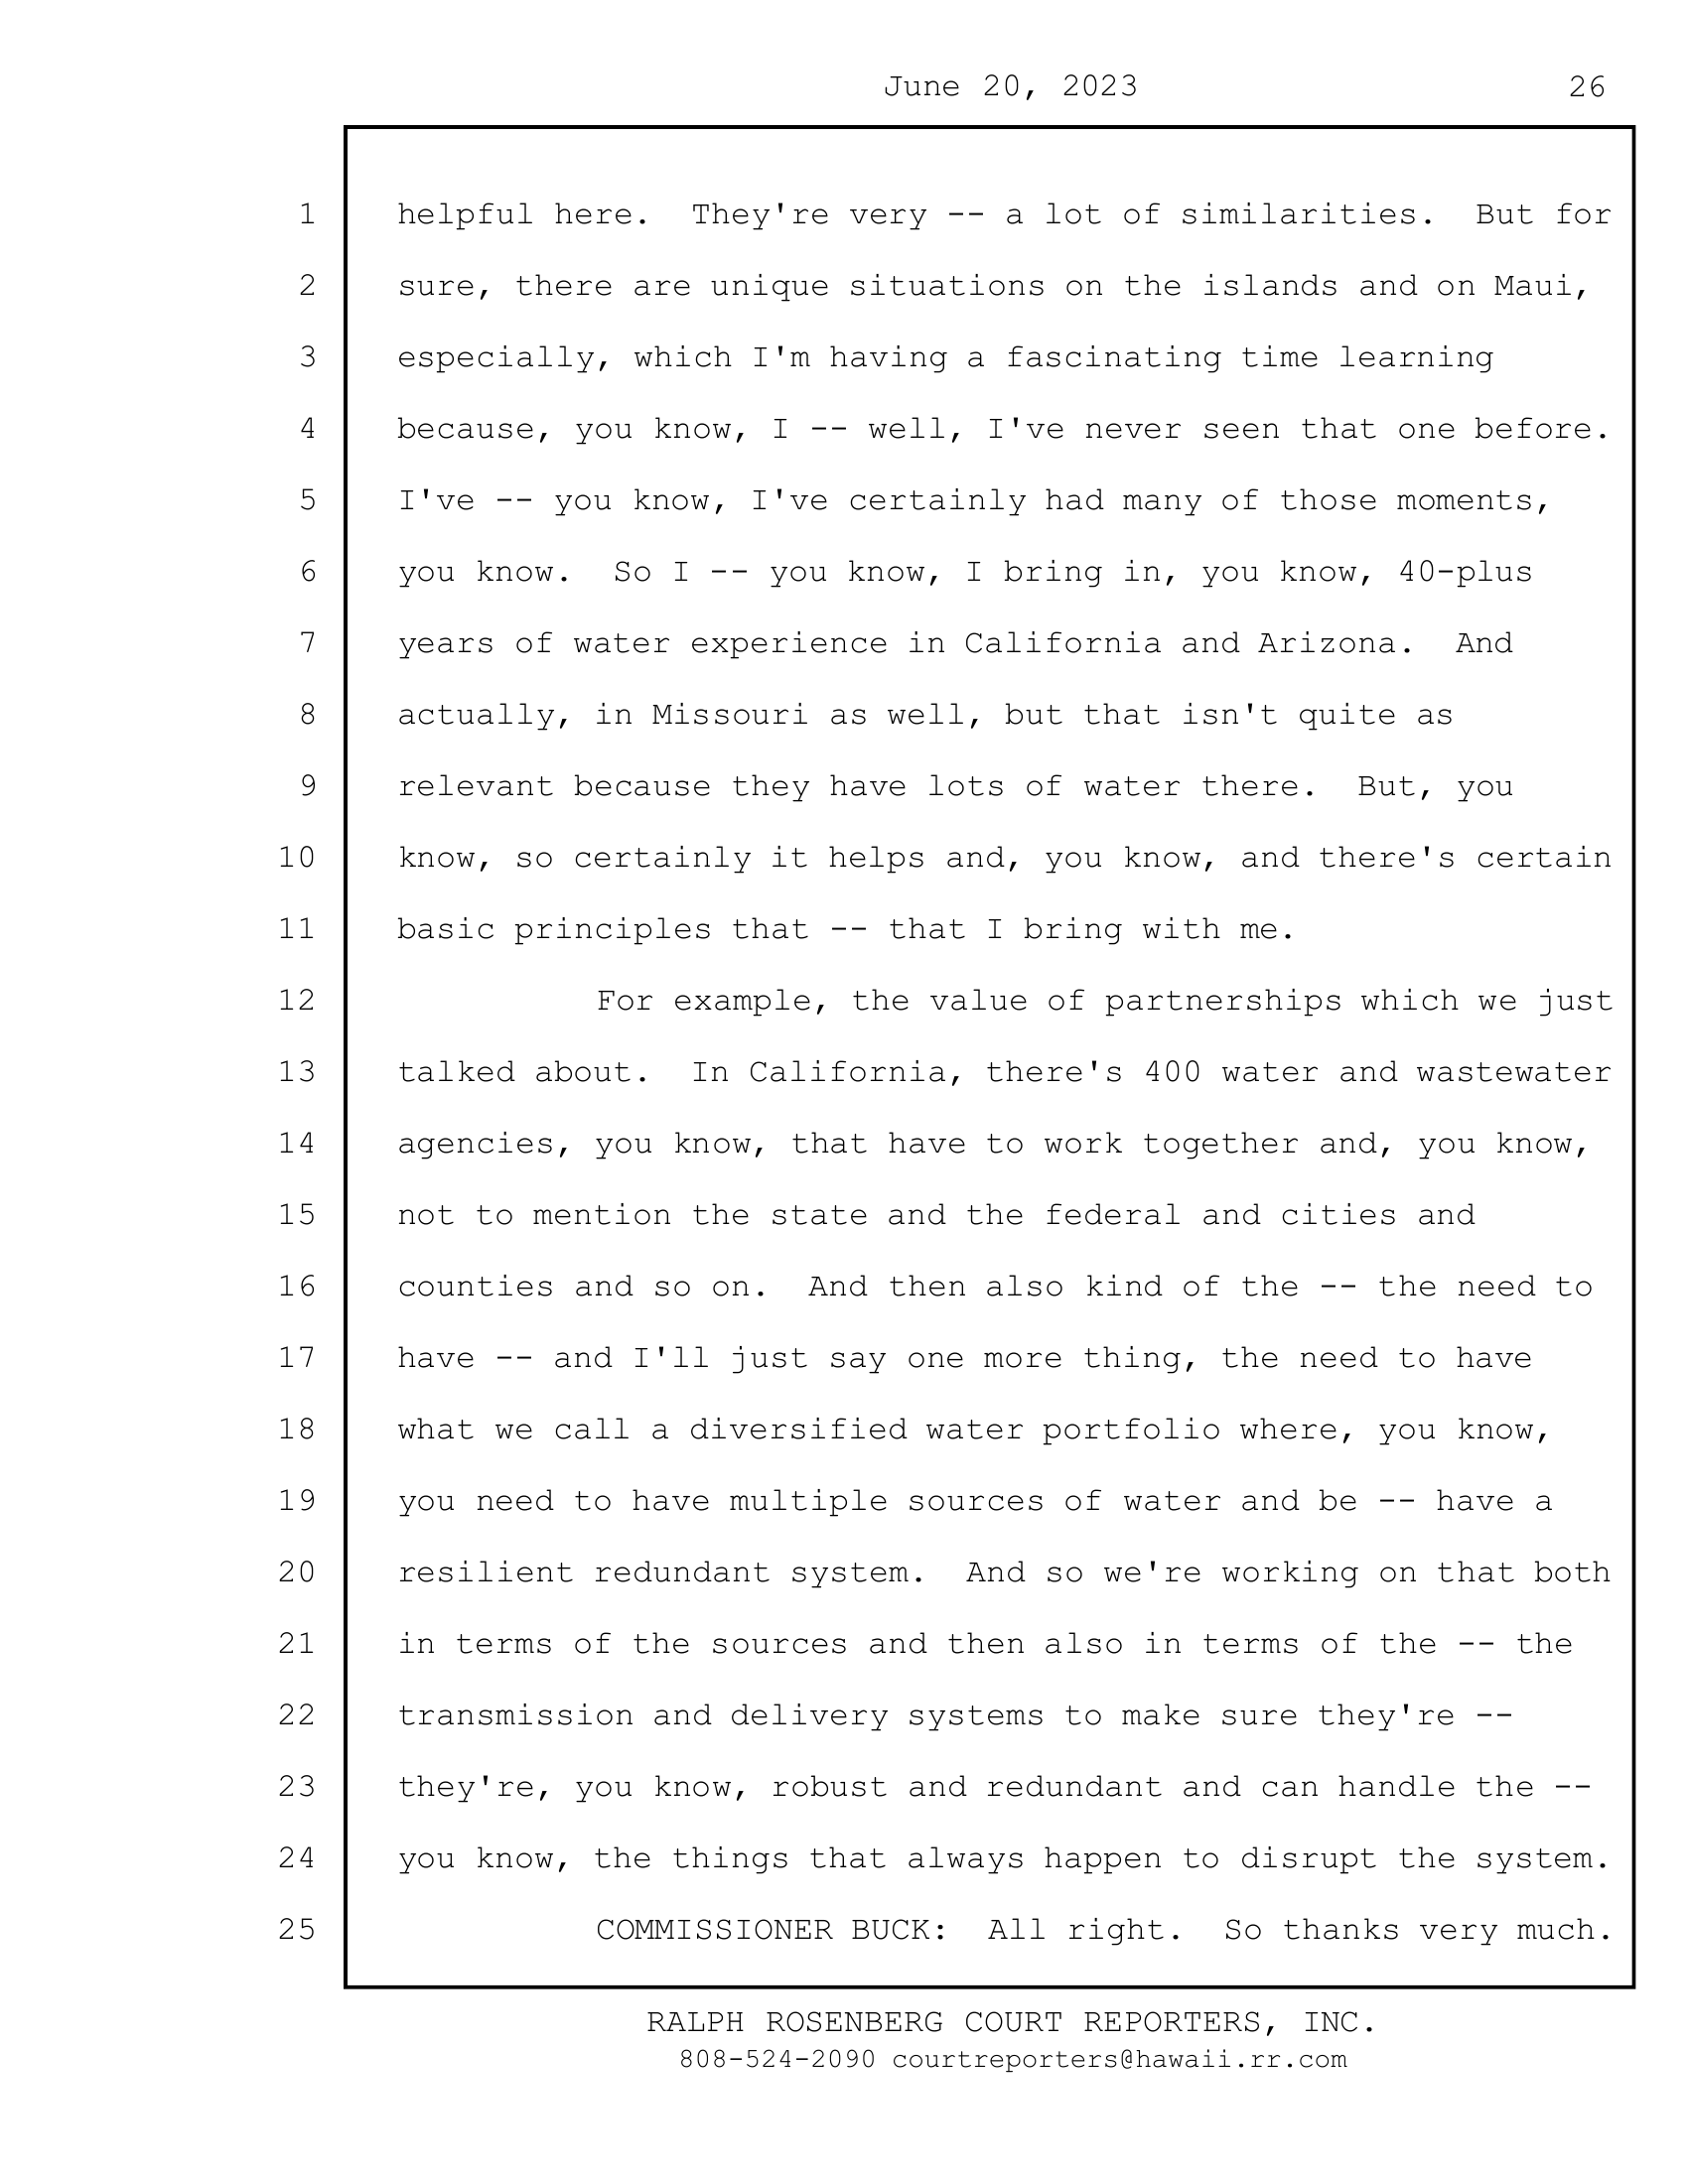 June 20, 2023 26
1 helpful here.  They're very -- a lot of similarities.  But for
2 sure, there are unique situations on the islands and on Maui,
3 especially, which I'm having a fascinating time learning
4 because, you know, I -- well, I've never seen that one before.
5 I've -- you know, I've certainly had many of those moments,
6 you know.  So I -- you know, I bring in, you know, 40-plus
7 years of water experience in California and Arizona.  And
8 actually, in Missouri as well, but that isn't quite as
9 relevant because they have lots of water there.  But, you
10 know, so certainly it helps and, you know, and there's certain
11 basic principles that -- that I bring with me.
12 For example, the value of partnerships which we just
13 talked about.  In California, there's 400 water and wastewater
14 agencies, you know, that have to work together and, you know,
15 not to mention the state and the federal and cities and
16 counties and so on.  And then also kind of the -- the need to
17 have -- and I'll just say one more thing, the need to have
18 what we call a diversified water portfolio where, you know,
19 you need to have multiple sources of water and be -- have a
20 resilient redundant system.  And so we're working on that both
21 in terms of the sources and then also in terms of the -- the
22 transmission and delivery systems to make sure they're --
23 they're, you know, robust and redundant and can handle the --
24 you know, the things that always happen to disrupt the system.
25 COMMISSIONER BUCK:  All right.  So thanks very much.
RALPH ROSENBERG COURT REPORTERS, INC.
808-524-2090 courtreporters@hawaii.rr.com